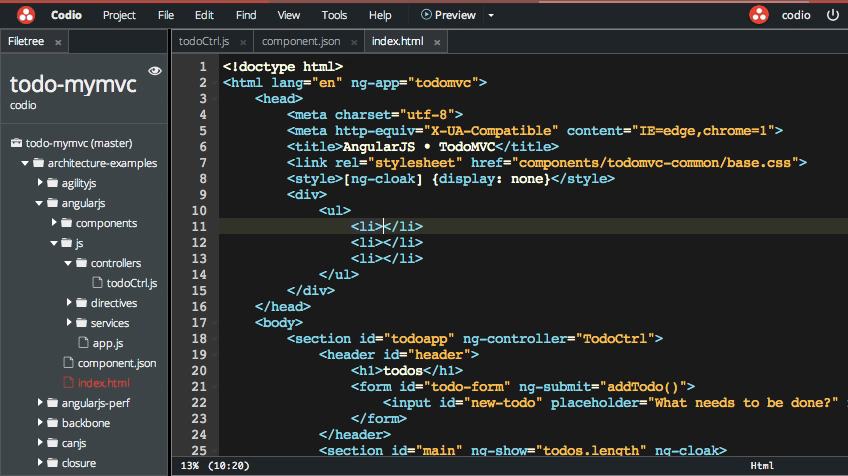 Codio Project File Edit Find View Tools Help Preview codio
Filetree × todoCtrl.js × component.json × index.html ×
todo-mymvc
codio
todo-mymvc (master)
architecture-examples
agilityjs
angularjs
components
js
controllers
todoCtrl.js
directives
services
app.js
component.json
index.html
angularjs-perf
backbone
canjs
closure
1 <!doctype html>
2 <html lang="en" ng-app="todomvc">
3 <head>
4 <meta charset="utf-8">
5 <meta http-equiv="X-UA-Compatible" content="IE=edge,chrome=1">
6 <title>AngularJS • TodoMVC</title>
7 <link rel="stylesheet" href="components/todomvc-common/base.css">
8 <style>[ng-cloak] {display: none}</style>
9 <div>
10 <ul>
11 <li></li>
12 <li></li>
13 <li></li>
14 </ul>
15 </div>
16 </head>
17 <body>
18 <section id="todoapp" ng-controller="TodoCtrl">
19 <header id="header">
20 <h1>todos</h1>
21 <form id="todo-form" ng-submit="addTodo()">
22 <input id="new-todo" placeholder="What needs to be done?"
23 </form>
24 </header>
25 <section id="main" ng-show="todos.length" ng-cloak>
13% (10:20) Html